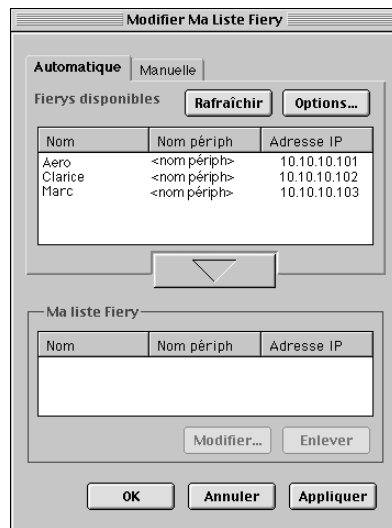 Modifier Ma Liste Fiery
Automatique Manuelle
Fierys disponibles Rafraîchir Options...
Nom Nom périph Adresse IP
Aero <nom périph> 10.10.10.101
Clarice <nom périph> 10.10.10.102
Marc <nom périph> 10.10.10.103
Ma liste Fiery
Nom Nom périph Adresse IP
Modifier... Enlever
OK Annuler Appliquer